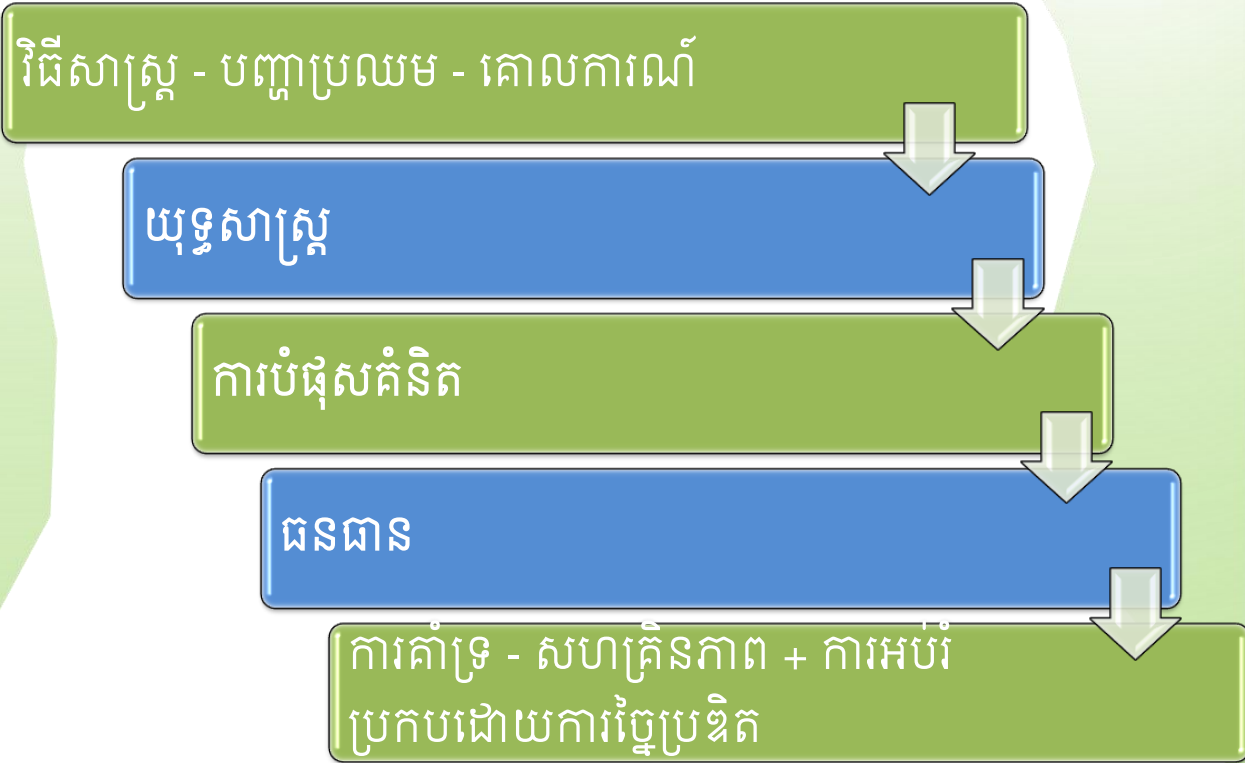 វិធីសាស្ត្រ - បញ្ហាប្រឈម - គោលការណ៍
យុទ្ធសាស្ត្រ
ការបំផុសគំនិត
ធនធាន
ការគាំទ្រ - សហគ្រិនភាព + ការអប់រំ
ប្រកបដោយការច្នៃប្រឌិត